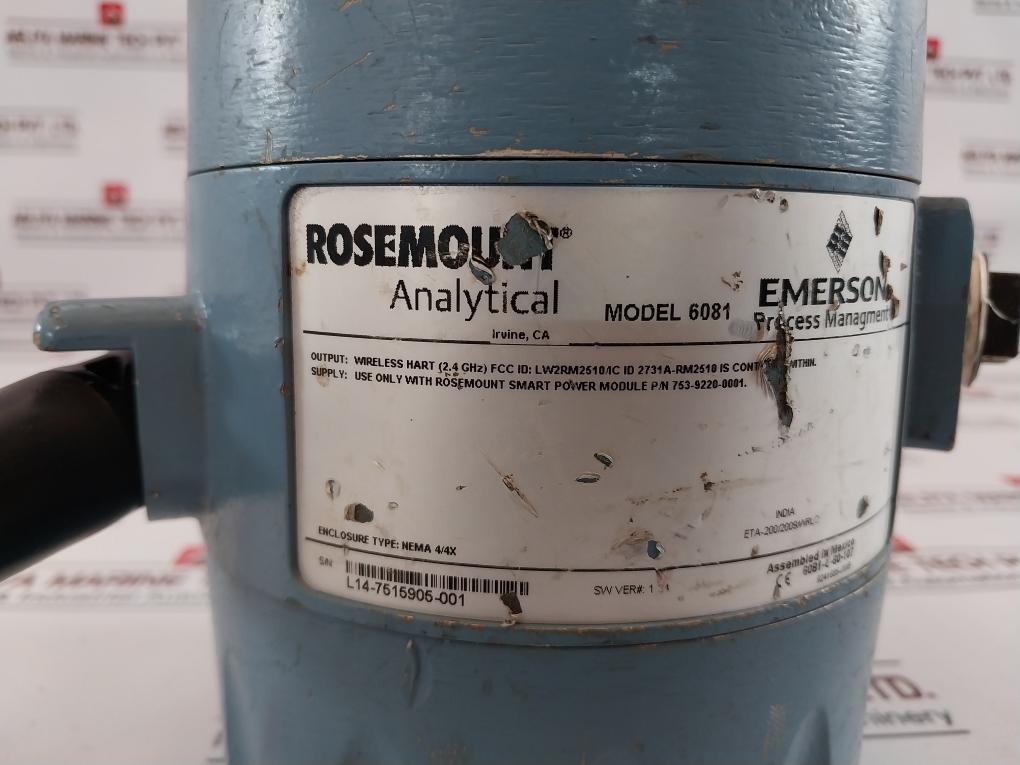 ROSEMOUNT®
Analytical
Irvine, CA
MODEL 6081
EMERSON
Process Managment
OUTPUT: WIRELESS HART (2.4 GHz) FCC ID: LW2RM2510/IC ID 2731A-RM2510 IS WITHIN.
SUPPLY: USE ONLY WITH ROSEMOUNT SMART POWER MODULE P/N 753-9220-0001.
INDIA
ENCLOSURE TYPE: NEMA 4/4X
Assembled in Mexico
CE
S/N
L14-7515905-001
SW VER#:
LTD.